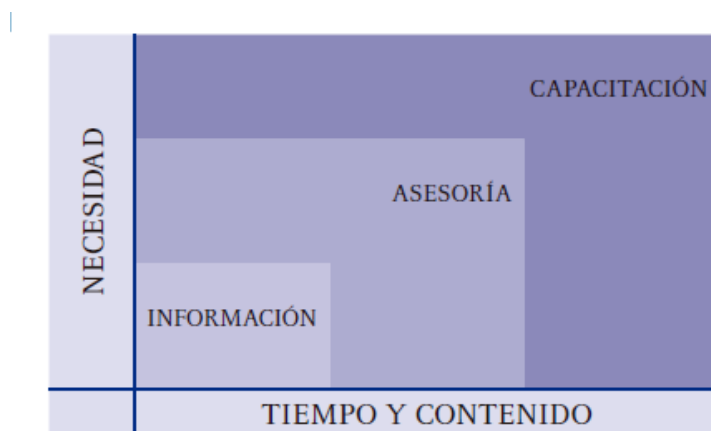 CAPACITACIÓN
ASESORÍA
NECESIDAD
INFORMACIÓN
TIEMPO Y CONTENIDO